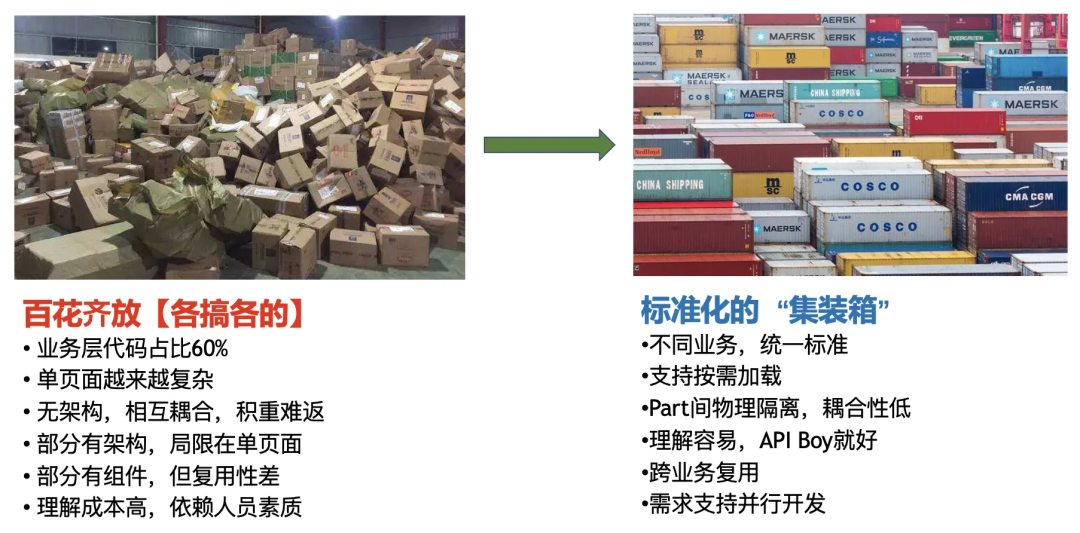 MAERSK
MAERSK
EVERGREEN
MAERSK
msc
msc
MAERSK
SEALA
MAERSK
CHINA SHIPPING
CMA CGM
MAERSK
COSCO
CHINA SHIPPING
msc
COSCO
CMA CGM
MAERSK
COSCO
百花齐放【各搞各的】
• 业务层代码占比60%
• 单页面越来越复杂
• 无架构，相互耦合，积重难返
• 部分有架构，局限在单页面
• 部分有组件，但复用性差
• 理解成本高，依赖人员素质
标准化的 “集装箱”
•不同业务，统一标准
•支持按需加载
•Part间物理隔离，耦合性低
•理解容易，API Boy就好
•跨业务复用
•需求支持并行开发